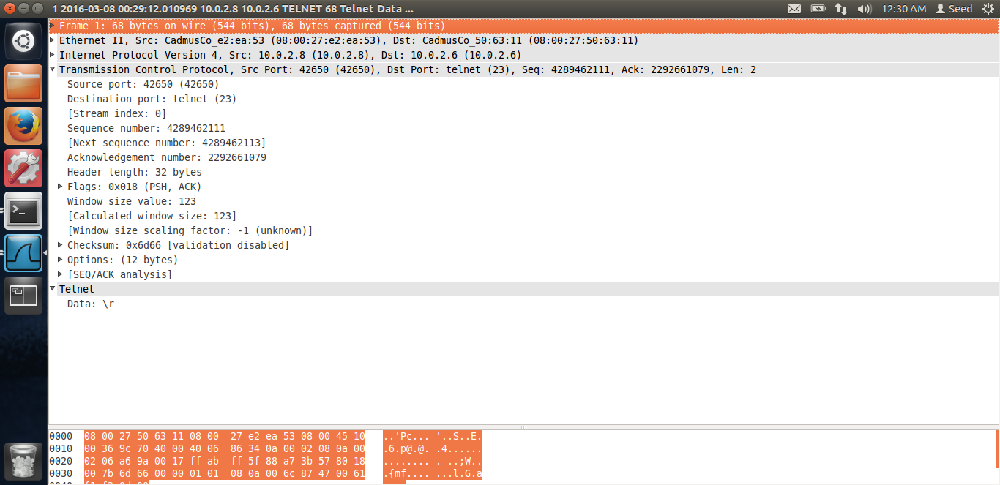 1 2016-03-08 00:29:12.010969 10.0.2.8 10.0.2.6 TELNET 68 Telnet Data ...
12:30 AM Seed
Frame 1: 68 bytes on wire (544 bits), 68 bytes captured (544 bits)
Ethernet II, Src: CadmusCo_e2:ea:53 (08:00:27:e2:ea:53), Dst: CadmusCo_50:63:11 (08:00:27:50:63:11)
Internet Protocol Version 4, Src: 10.0.2.8 (10.0.2.8), Dst: 10.0.2.6 (10.0.2.6)
Transmission Control Protocol, Src Port: 42650 (42650), Dst Port: telnet (23), Seq: 4289462111, Ack: 2292661079, Len: 2
Source port: 42650 (42650)
Destination port: telnet (23)
[Stream index: 0]
Sequence number: 4289462111
[Next sequence number: 4289462113]
Acknowledgement number: 2292661079
Header length: 32 bytes
Flags: 0x018 (PSH, ACK)
Window size value: 123
[Calculated window size: 123]
[Window size scaling factor: -1 (unknown)]
Checksum: 0x6d66 [validation disabled]
Options: (12 bytes)
[SEQ/ACK analysis]
Telnet
Data: \r
0000 08 00 27 50 63 11 08 00 27 e2 ea 53 08 00 45 10 ..'Pc... '..S..E.
0010 00 36 9c 70 40 00 40 06 86 34 0a 00 02 08 0a 00 .6.p@.@. .4......
0020 02 06 a6 9a 00 17 ff ab ff 5f 88 a7 3b 57 80 18 ........ ._..;W..
0030 00 7b 6d 66 00 00 01 01 08 0a 00 6c 87 47 00 61 .{mf.... ...l.G.a